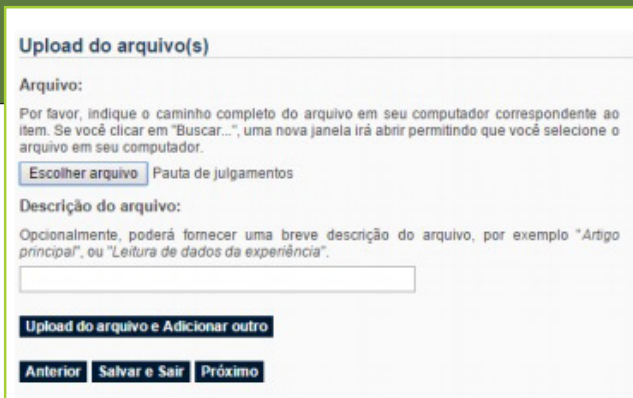 Upload do arquivo(s)
Arquivo:
Por favor, indique o caminho completo do arquivo em seu computador correspondente ao
item. Se você clicar em "Buscar...", uma nova janela irá abrir permitindo que você selecione o
arquivo em seu computador.
Escolher arquivo Pauta de julgamentos
Descrição do arquivo:
Opcionalmente, poderá fornecer uma breve descrição do arquivo, por exemplo "Artigo
principal", ou "Leitura de dados da experiência".
Upload do arquivo e Adicionar outro
Anterior Salvar e Sair Próximo